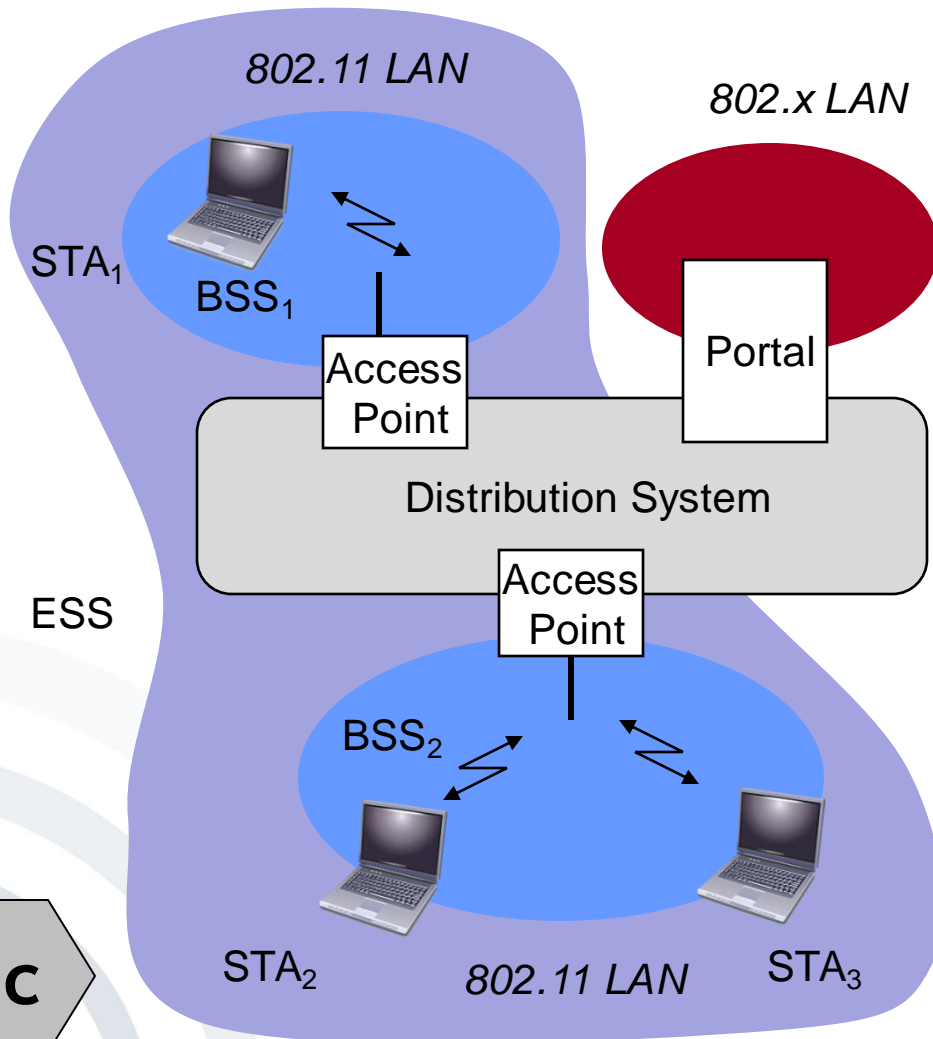 802.11 LAN
802.x LAN
STA₁
BSS₁
Access
Point
Portal
Distribution System
Access
Point
ESS
BSS₂
STA₂
802.11 LAN
STA₃
C